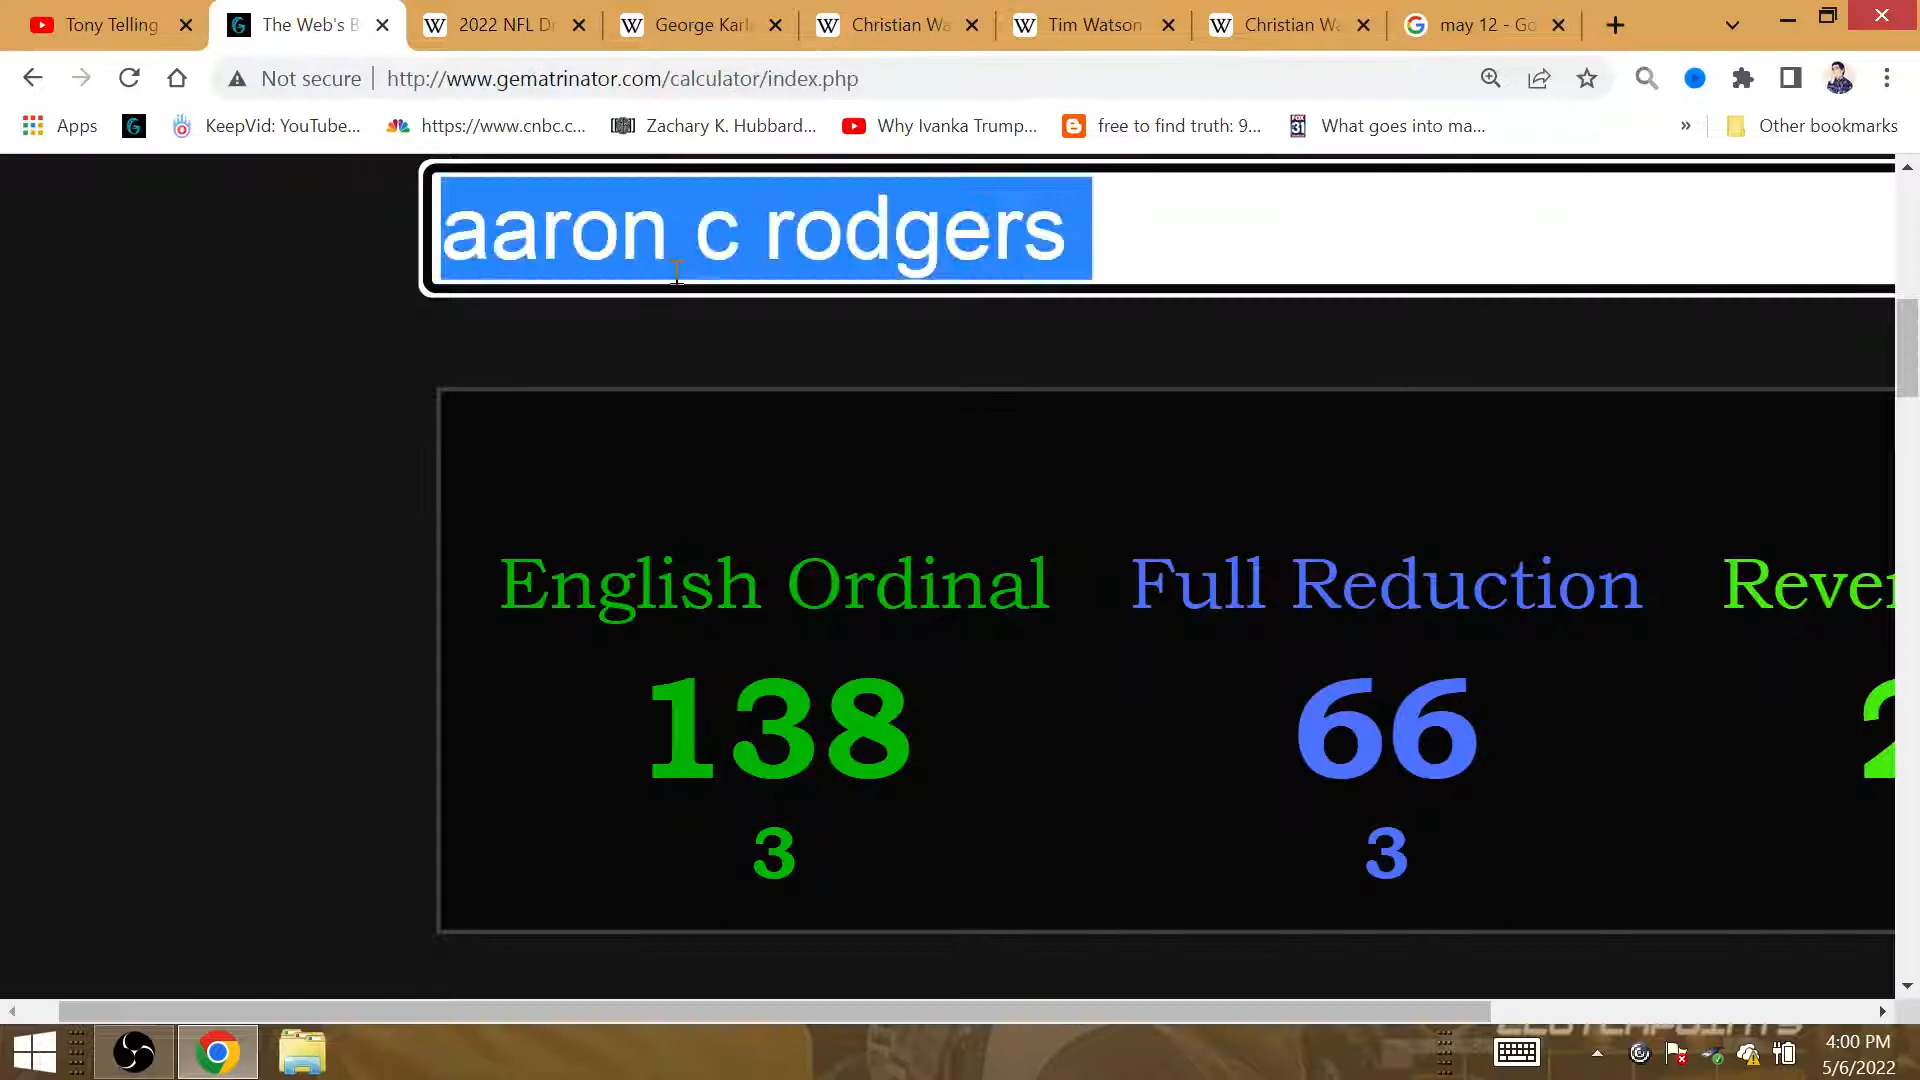 Tony Telling
The Web's B
2022 NFL Dr
George Karl
Christian Wa
Tim Watson
Christian Wa
may 12 - Go
Not secure
http://www.gematrinator.com/calculator/index.php
Apps
KeepVid: YouTube...
https://www.cnbc.c...
Zachary K. Hubbard...
Why Ivanka Trump,...
free to find truth: 9...
What goes into ma...
»
Other bookmarks
aaron c rodgers
English Ordinal
Full Reduction
Rever
138
66
2
3
3
4:00 PM
5/6/2022